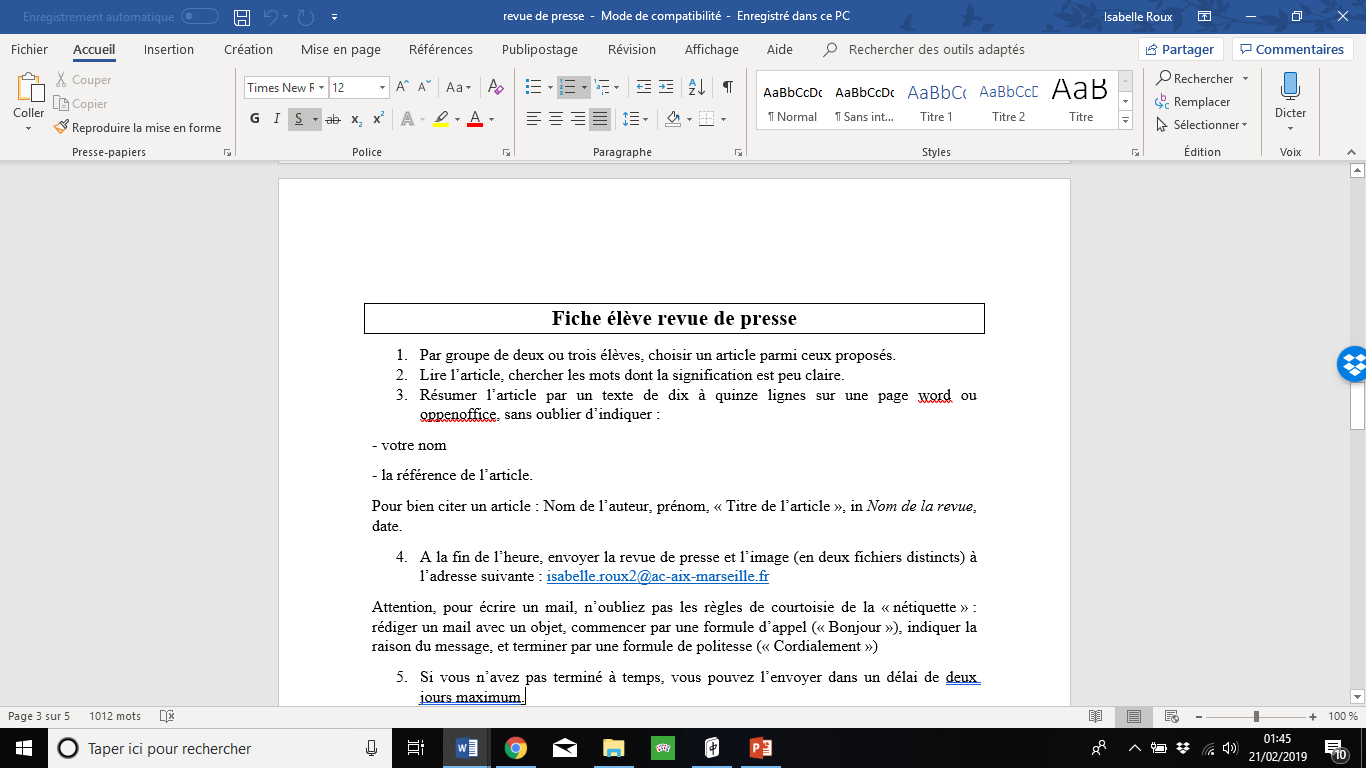 Enregistrement automatique
revue de presse - Mode de compatibilité - Enregistré dans ce PC
Isabelle Roux
Fichier Accueil Insertion Création Mise en page Références Publipostage Révision Affichage Aide Rechercher des outils adaptés Partager Commentaires
Coller
Couper
Copier
Reproduire la mise en forme
Presse-papiers
Times New R 12
G I S ab x₂ x²
Police
Paragraphe
AaBbCcDc AaBbCcDc AaBbCc AaBbCcD AaB
¶ Normal ¶ Sans int... Titre 1 Titre 2 Titre
Styles
Rechercher
Remplacer
Sélectionner
Édition
Dicter
Voix
Fiche élève revue de presse
1. Par groupe de deux ou trois élèves, choisir un article parmi ceux proposés.
2. Lire l’article, chercher les mots dont la signification est peu claire.
3. Résumer l’article par un texte de dix à quinze lignes sur une page word ou
oppenoffice, sans oublier d’indiquer :
- votre nom
- la référence de l’article.
Pour bien citer un article : Nom de l’auteur, prénom, « Titre de l’article », in Nom de la revue,
date.
4. A la fin de l’heure, envoyer la revue de presse et l’image (en deux fichiers distincts) à
l’adresse suivante : isabelle.roux2@ac-aix-marseille.fr
Attention, pour écrire un mail, n’oubliez pas les règles de courtoisie de la « nétiquette » :
rédiger un mail avec un objet, commencer par une formule d’appel (« Bonjour »), indiquer la
raison du message, et terminer par une formule de politesse (« Cordialement »)
5. Si vous n’avez pas terminé à temps, vous pouvez l’envoyer dans un délai de deux
jours maximum.
Page 3 sur 5 1012 mots 100 %
Taper ici pour rechercher
01:45
21/02/2019
10